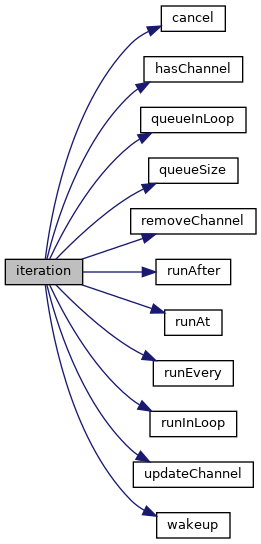 cancel
hasChannel
queueInLoop
queueSize
removeChannel
iteration
runAfter
runAt
runEvery
runInLoop
updateChannel
wakeup